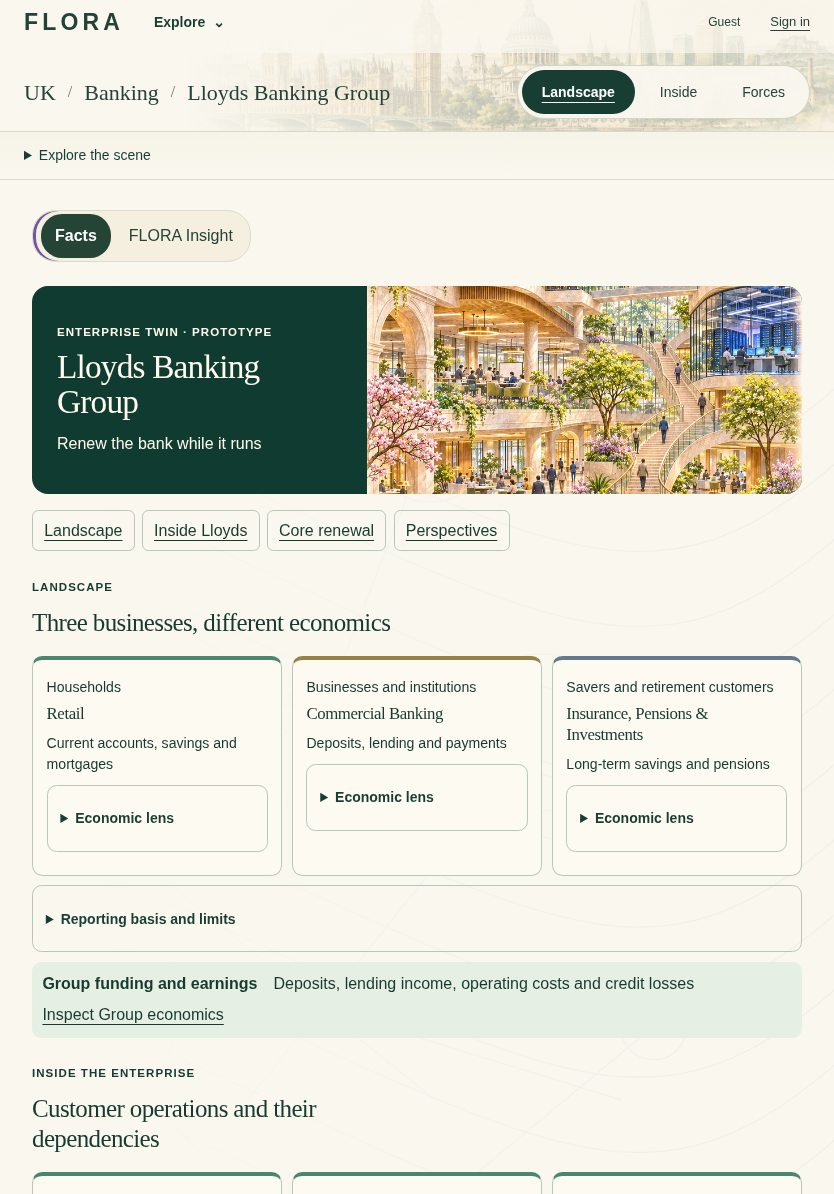 FLORA
Explore
Guest
Sign in
UK / Banking / Lloyds Banking Group
Landscape
Inside
Forces
Explore the scene
Facts
FLORA Insight
ENTERPRISE TWIN · PROTOTYPE
Lloyds Banking
Group
Renew the bank while it runs
Landscape
Inside Lloyds
Core renewal
Perspectives
LANDSCAPE
Three businesses, different economics
Households
Retail
Current accounts, savings and
mortgages
Economic lens
Businesses and institutions
Commercial Banking
Deposits, lending and payments
Economic lens
Savers and retirement customers
Insurance, Pensions &
Investments
Long-term savings and pensions
Economic lens
Reporting basis and limits
Group funding and earnings Deposits, lending income, operating costs and credit losses
Inspect Group economics
INSIDE THE ENTERPRISE
Customer operations and their
dependencies